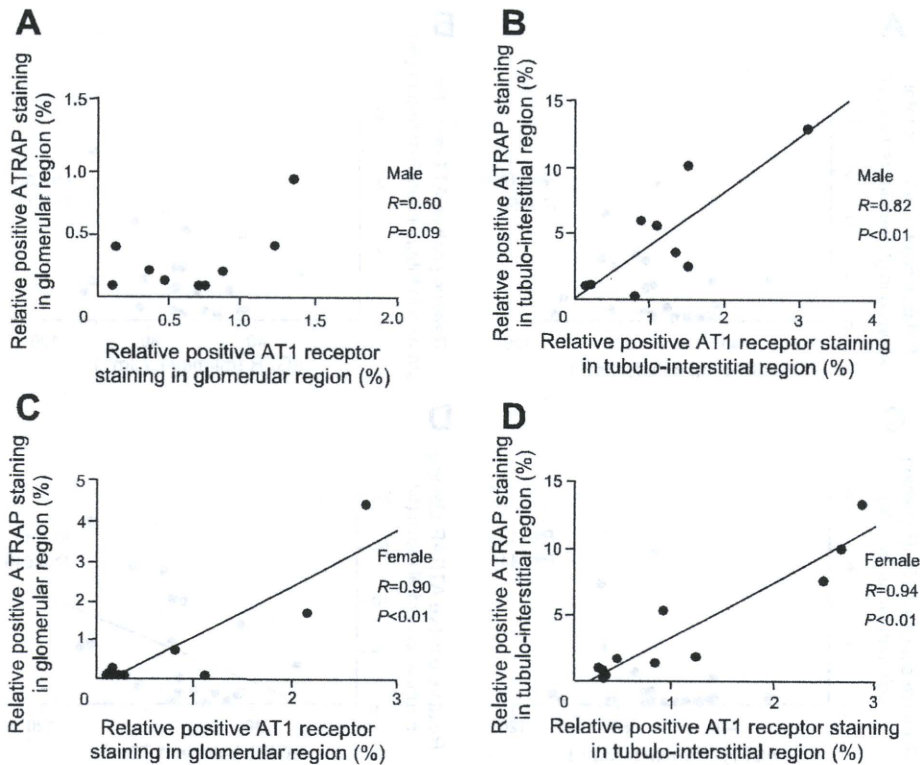 A
Relative positive ATRAP staining
in glomerular region (%)
1.5
1.0
0.5
0
0.5
1.0
1.5
2.0
Male
R=0.60
P=0.09
Relative positive AT1 receptor
staining in glomerular region (%)
B
Relative positive ATRAP staining
in tubulo-interstitial region (%)
15
10
5
0
1
2
3
4
Male
R=0.82
P<0.01
Relative positive AT1 receptor staining
in tubulo-interstitial region (%)
C
Relative positive ATRAP staining
in glomerular region (%)
5
4
3
2
1
0
1
2
3
Female
R=0.90
P<0.01
Relative positive AT1 receptor
staining in glomerular region (%)
D
Relative positive ATRAP staining
in tubulo-interstitial region (%)
15
10
5
0
1
2
3
Female
R=0.94
P<0.01
Relative positive AT1 receptor staining
in tubulo-interstitial region (%)